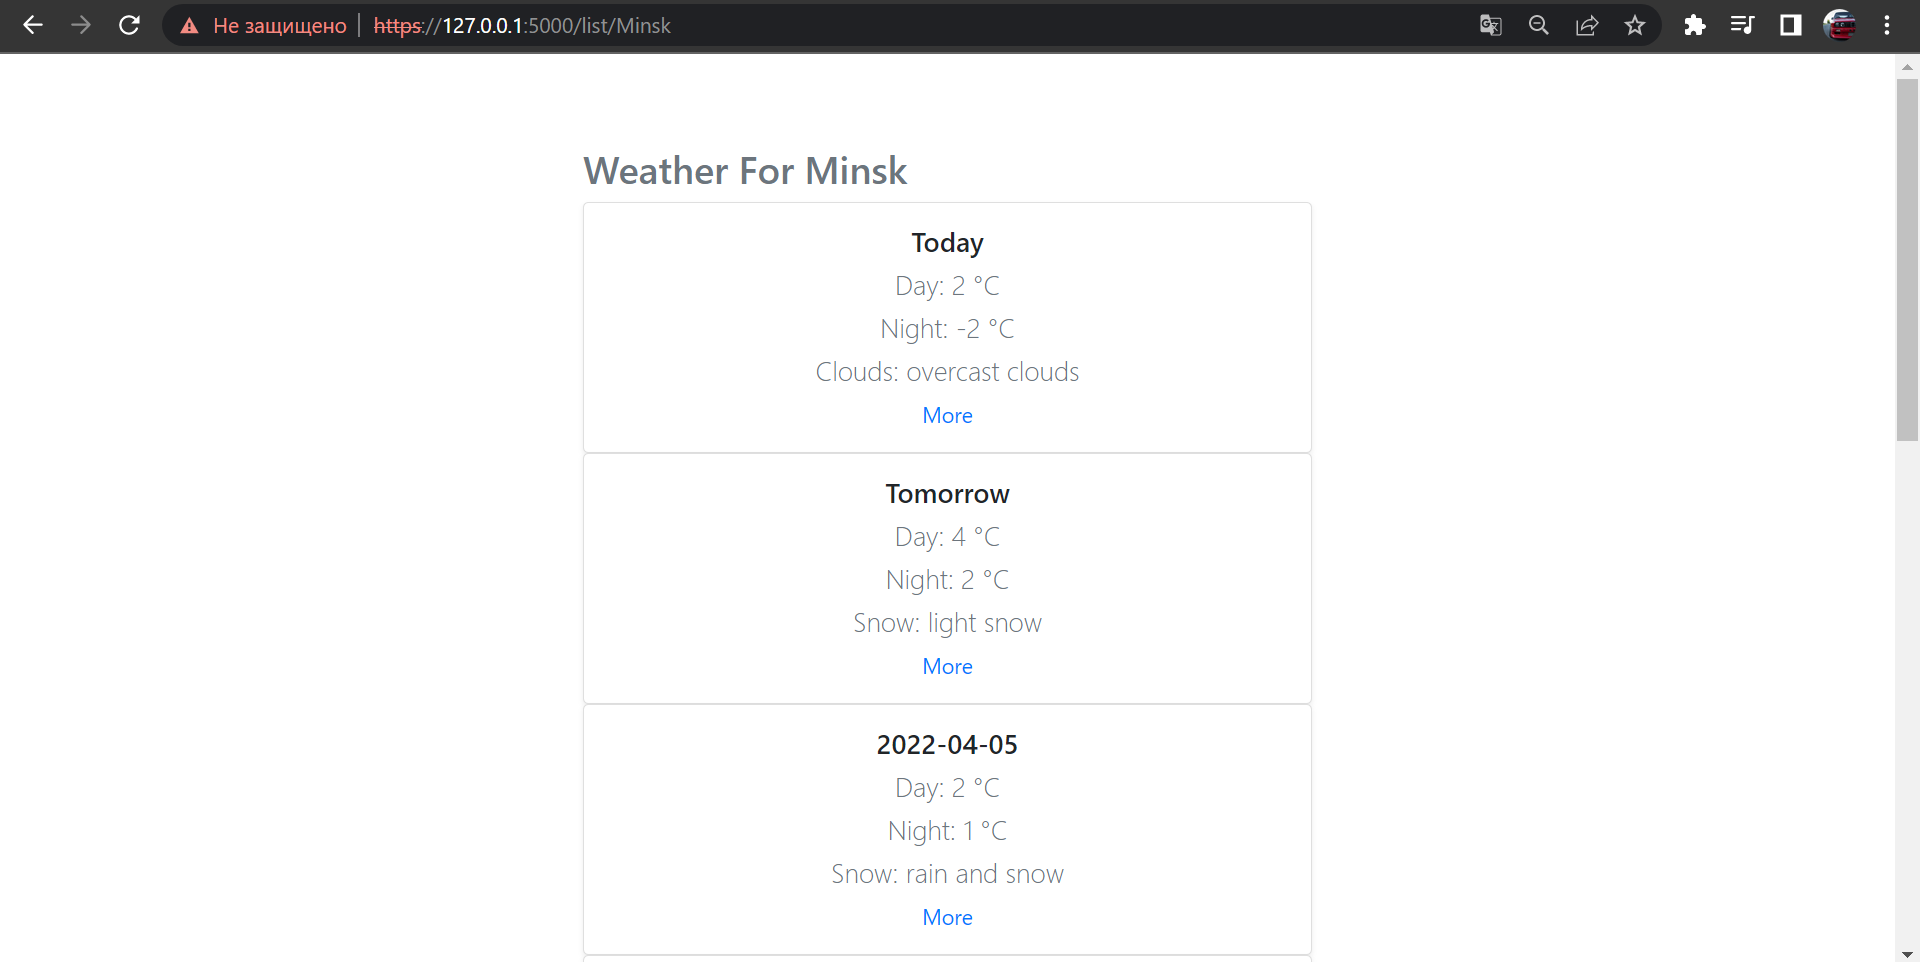 Не защищено | https://127.0.0.1:5000/list/Minsk
Weather For Minsk
Today
Day: 2 °C
Night: -2 °C
Clouds: overcast clouds
More
Tomorrow
Day: 4 °C
Night: 2 °C
Snow: light snow
More
2022-04-05
Day: 2 °C
Night: 1 °C
Snow: rain and snow
More